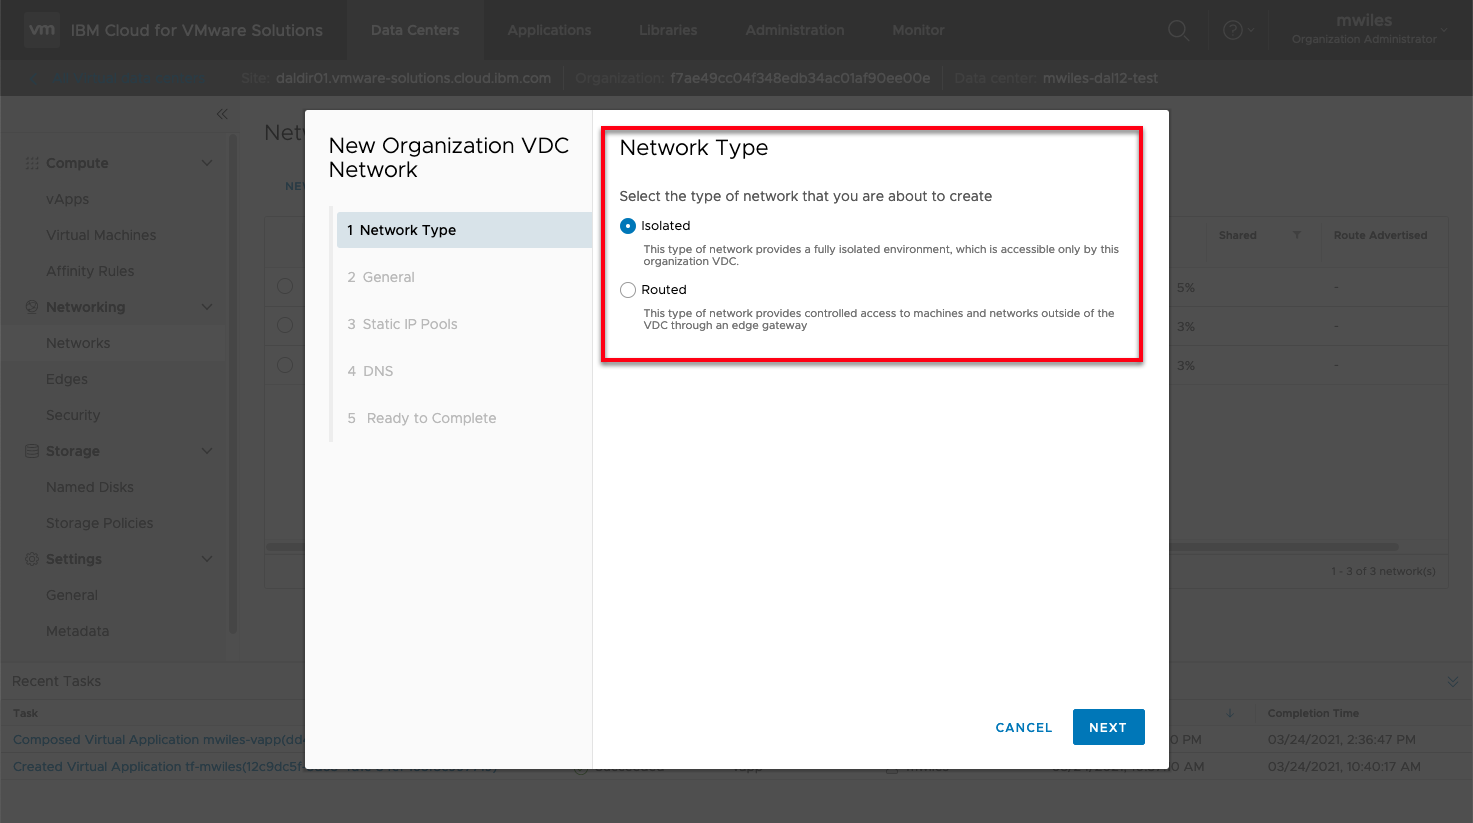 vm IBM Cloud for VMware Solutions Data Centers Applications Libraries Administration Monitor mwiles
Organization Administrator
Site: daldir01.vmware-solutions.cloud.ibm.com Organization: f7ae49cc04f348edb34ac01af90ee00e Data center: mwiles-dal12-test
Compute
vApps
Virtual Machines
Affinity Rules
Networking
Networks
Edges
Security
Storage
Named Disks
Storage Policies
Settings
General
Metadata
Net
NEW
Shared Route Advertised
5% -
3% -
3% -
1 - 3 of 3 network(s)
New Organization VDC
Network
1 Network Type
2 General
3 Static IP Pools
4 DNS
5 Ready to Complete
Network Type
Select the type of network that you are about to create
Isolated
This type of network provides a fully isolated environment, which is accessible only by this
organization VDC.
Routed
This type of network provides controlled access to machines and networks outside of the
VDC through an edge gateway
CANCEL NEXT
Recent Tasks
Task Completion Time
Composed Virtual Application mwiles-vapp(dd4 0 PM 03/24/2021, 2:36:47 PM
Created Virtual Application tf-mwiles(12c9dc5f 0 AM 03/24/2021, 10:40:17 AM